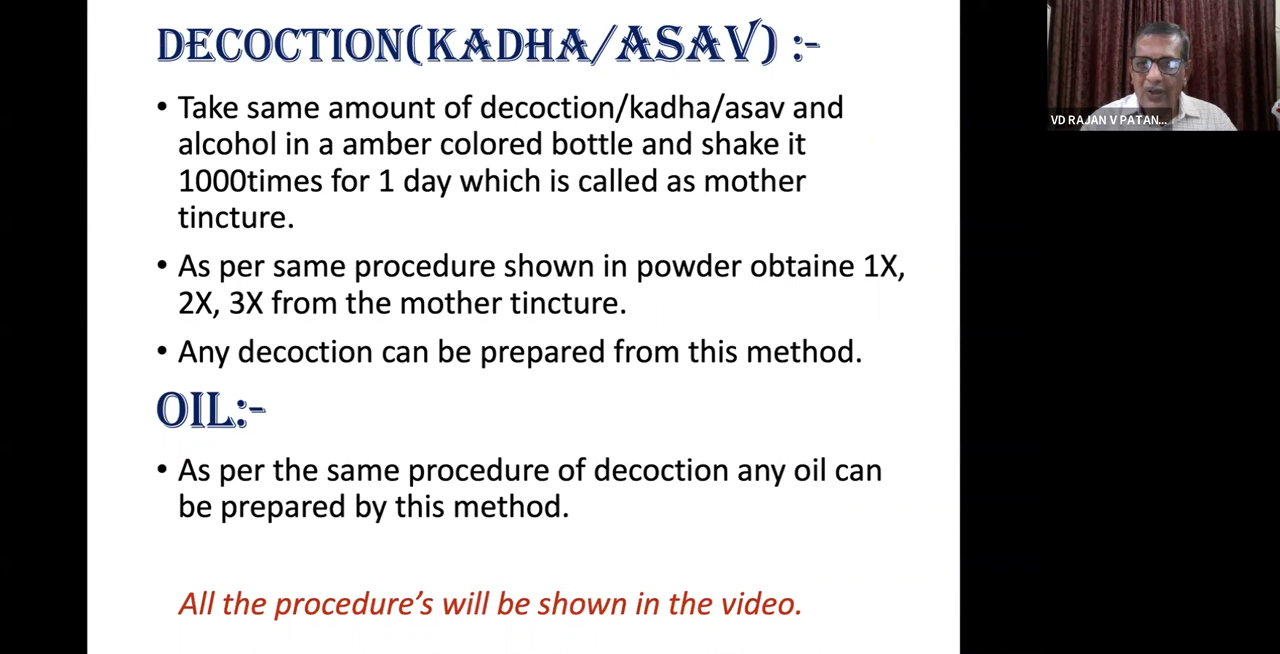 DECOCTION(KADHA/ASAV) :-
• Take same amount of decoction/kadha/asav and
alcohol in a amber colored bottle and shake it
1000times for 1 day which is called as mother
tincture.
• As per same procedure shown in powder obtaine 1X,
2X, 3X from the mother tincture.
• Any decoction can be prepared from this method.
OIL:-
• As per the same procedure of decoction any oil can
be prepared by this method.
All the procedure’s will be shown in the video.
VD RAJAN V PATAN...